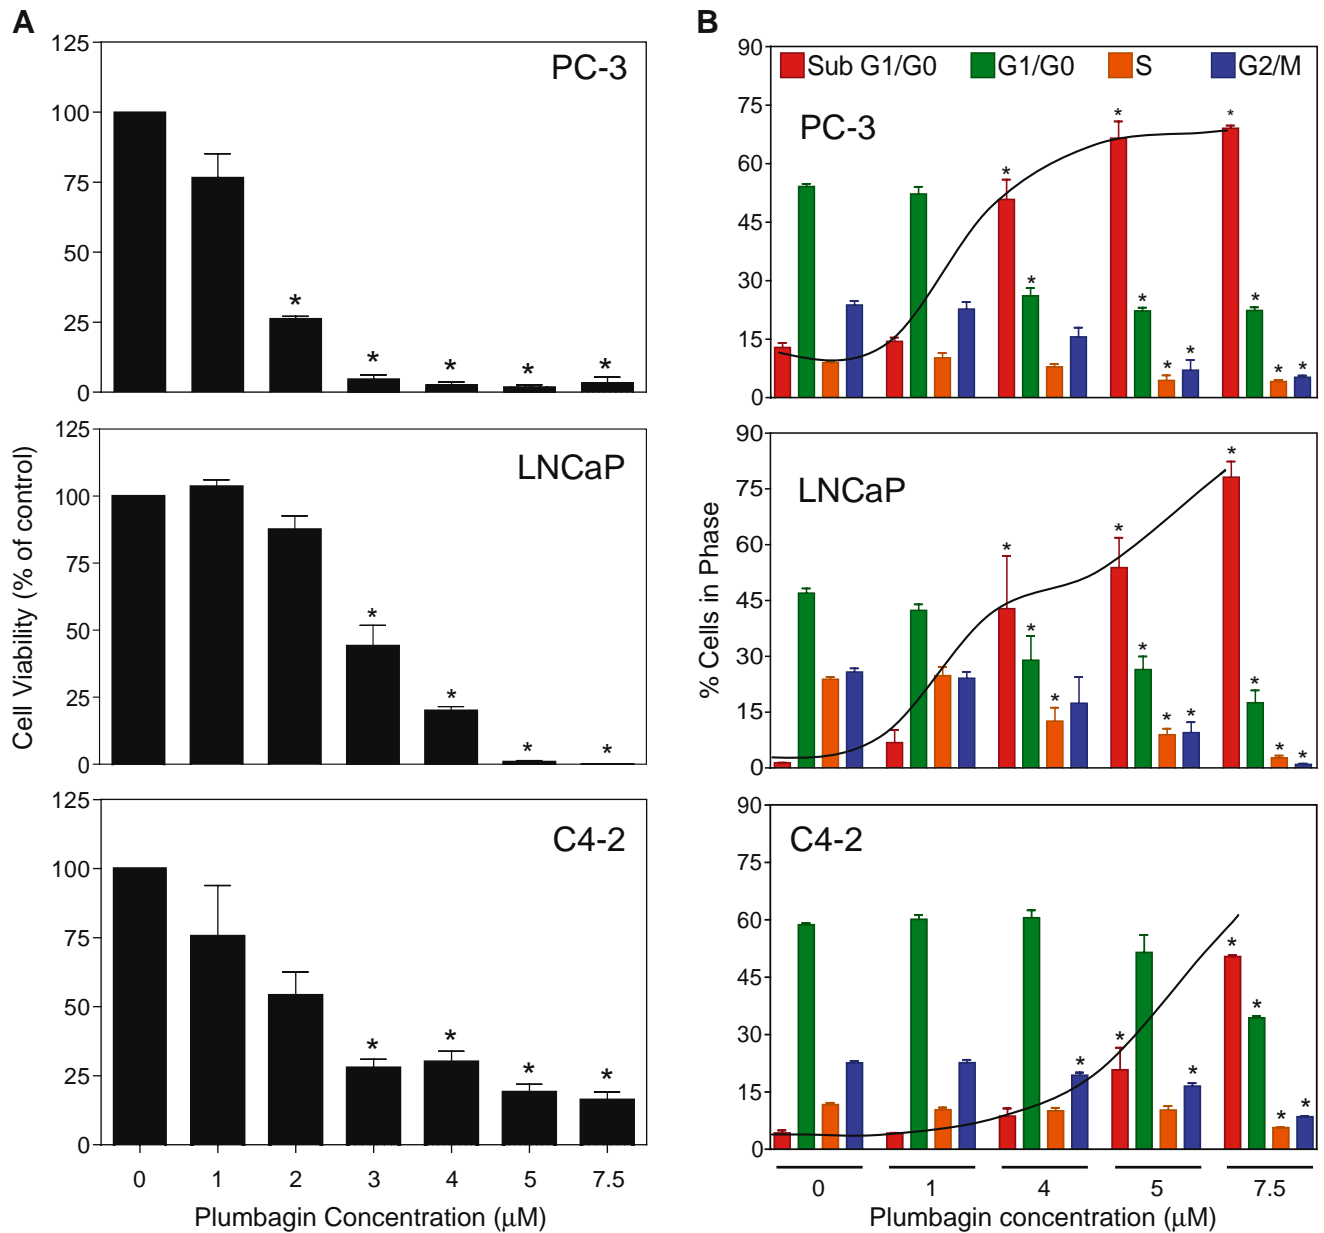 A
125
100
75
50
25
0
PC-3
*
*
*
*
*
Cell Viability (% of control)
125
100
75
50
25
0
LNCaP
*
*
*
*
125
100
75
50
25
0
C4-2
*
*
*
*
0 1 2 3 4 5 7.5
Plumbagin Concentration (μM)
B
90
75
60
45
30
15
0
Sub G1/G0 G1/G0 S G2/M
PC-3
* *
* * * *
* * * * *
% Cells in Phase
90
75
60
45
30
15
0
LNCaP
* * *
* * * * *
* * * *
90
75
60
45
30
15
0
C4-2
*
*
* * * * *
0 1 4 5 7.5
Plumbagin concentration (μM)